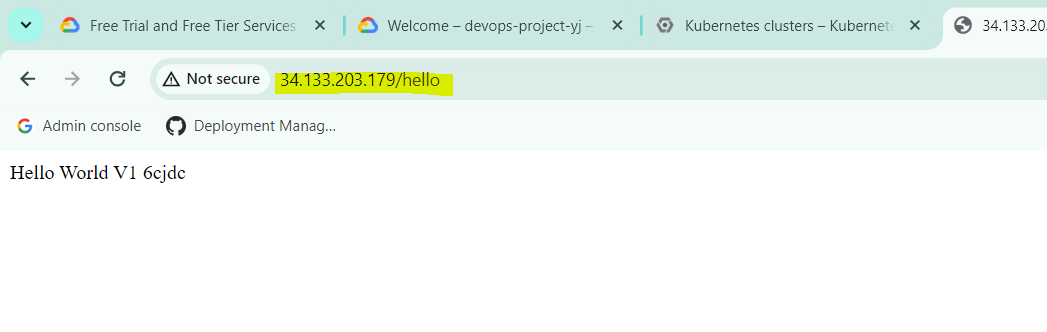 Free Trial and Free Tier Services
Welcome – devops-project-yj –
Kubernetes clusters – Kubernete
34.133.20
Not secure
34.133.203.179/hello
Admin console
Deployment Manag...
Hello World V1 6cjdc